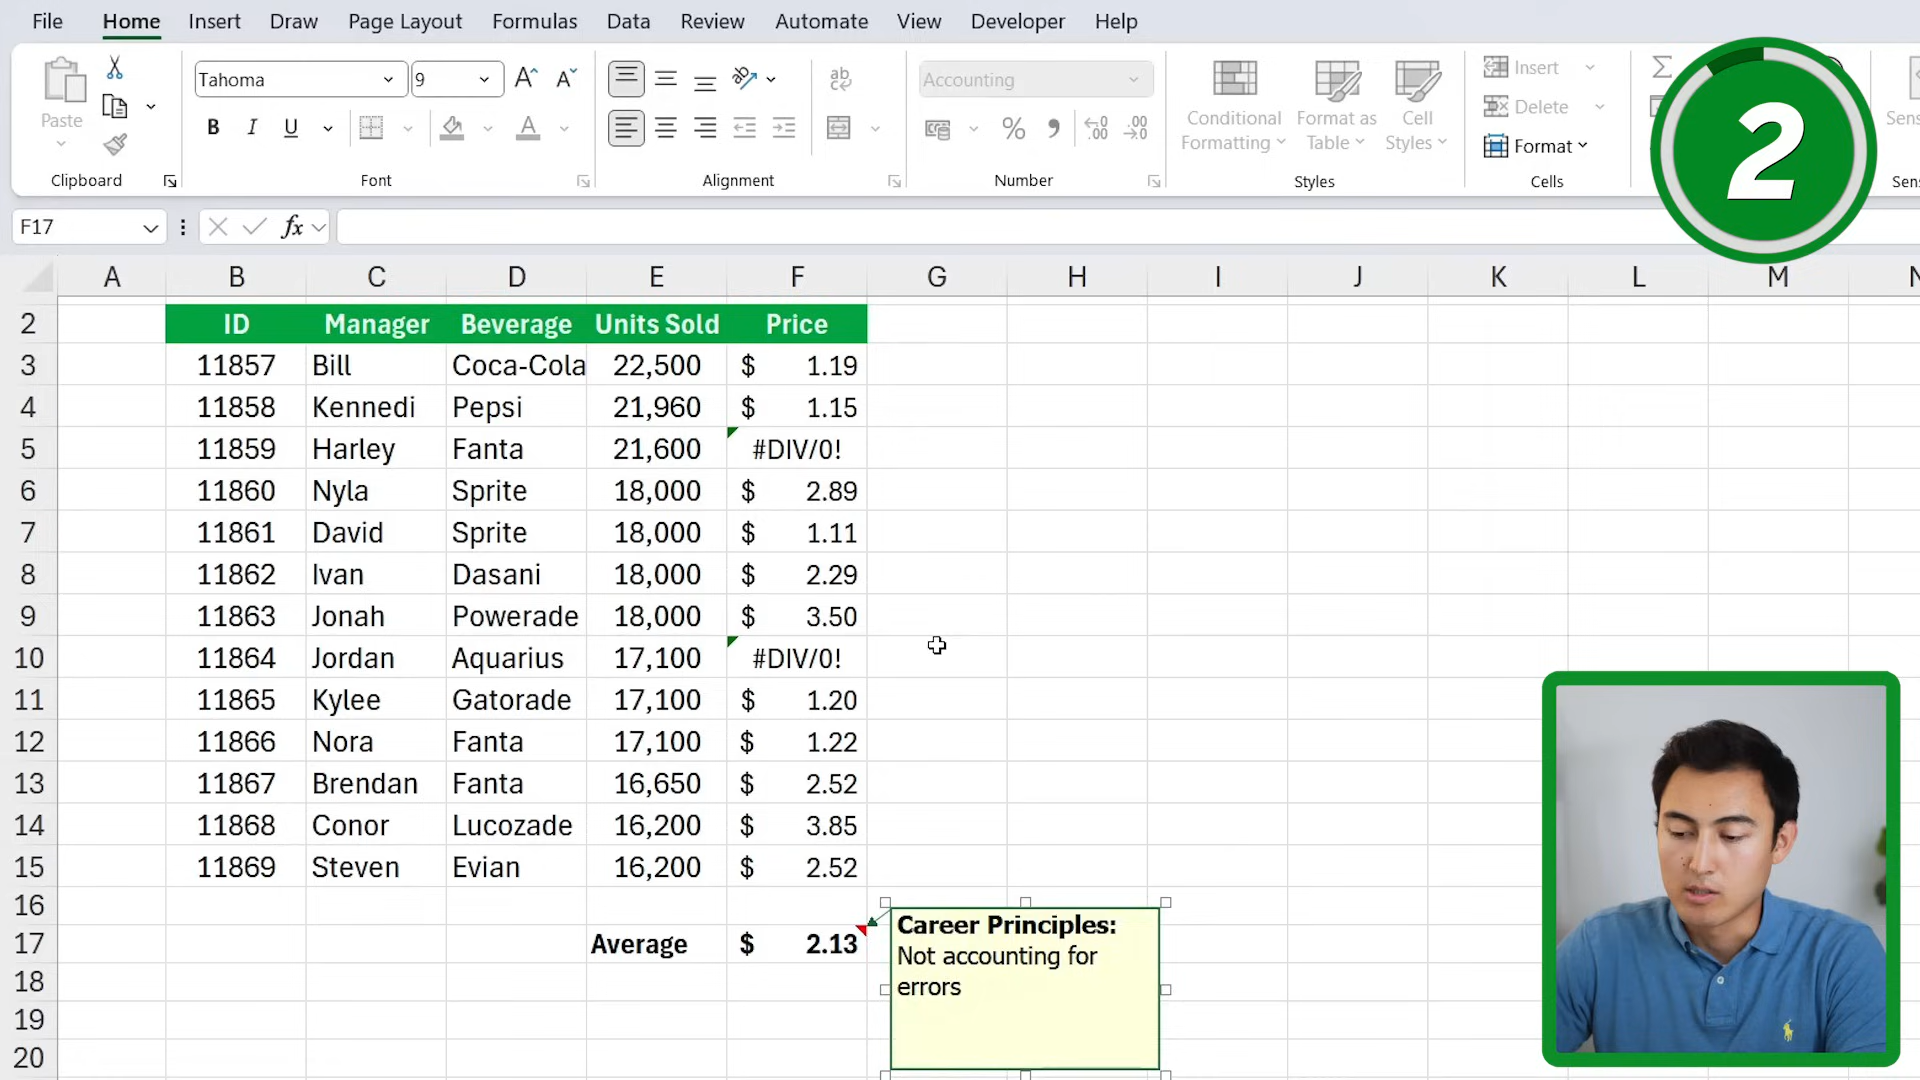 File Home Insert Draw Page Layout Formulas Data Review Automate View Developer Help
Tahoma 9 A A ab Accounting Insert
Paste B I U A % Conditional Formatting Format as Table Cell Styles Delete Format
Clipboard Font Alignment Number Styles Cells
2
F17 fx
A B C D E F G H I J K L M
2 ID Manager Beverage Units Sold Price
3 11857 Bill Coca-Cola 22,500 $ 1.19
4 11858 Kennedi Pepsi 21,960 $ 1.15
5 11859 Harley Fanta 21,600 #DIV/0!
6 11860 Nyla Sprite 18,000 $ 2.89
7 11861 David Sprite 18,000 $ 1.11
8 11862 Ivan Dasani 18,000 $ 2.29
9 11863 Jonah Powerade 18,000 $ 3.50
10 11864 Jordan Aquarius 17,100 #DIV/0!
11 11865 Kylee Gatorade 17,100 $ 1.20
12 11866 Nora Fanta 17,100 $ 1.22
13 11867 Brendan Fanta 16,650 $ 2.52
14 11868 Conor Lucozade 16,200 $ 3.85
15 11869 Steven Evian 16,200 $ 2.52
16
17 Average $ 2.13
18
19
20
Career Principles:
Not accounting for
errors